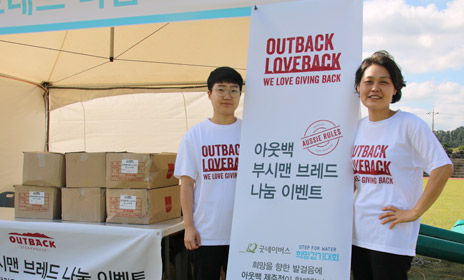 OUTBACK
LOVEBACK
WE LOVE GIVING BACK
AUSSIE RULES
아웃백
부시맨 브레드
나눔 이벤트
굿네이버스
STEP FOR WATER
희망걷기대회
희망을 향한 발걸음에
OUTBACK
LOVEBACK
WE LOVE
OUTBACK
LOVEBACK
GIVING BACK
OUTBACK
부시맨 브레드 나눔 이벤트